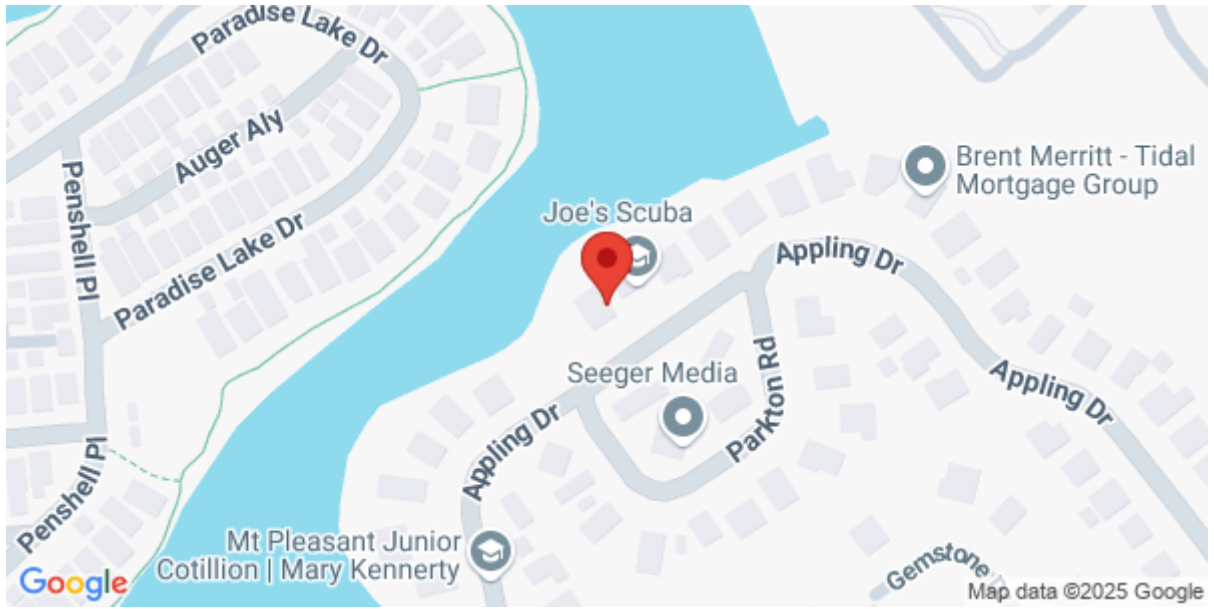 Paradise Lake Dr
Auger Aly
Penshell Pl
Paradise Lake Dr
Penshell Pl
Joe's Scuba
Brent Merritt - Tidal
Mortgage Group
Appling Dr
Appling Dr
Seeger Media
Parkton Rd
Appling Dr
Mt Pleasant Junior
Cotillion | Mary Kennerty
Gemstone
Google
Map data ©2025 Google